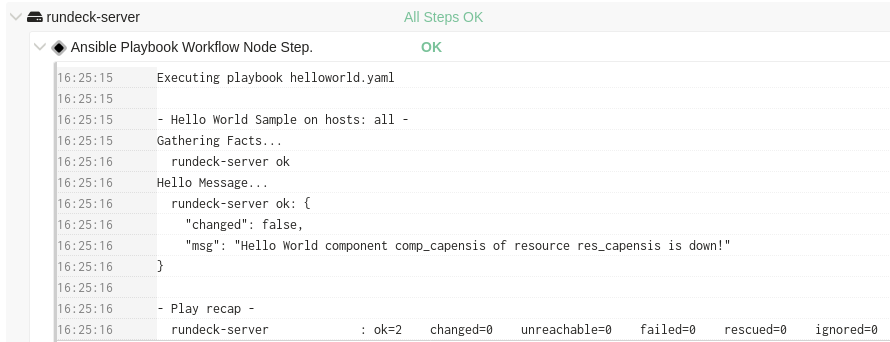 rundeck-server All Steps OK
Ansible Playbook Workflow Node Step. OK
16:25:15 Executing playbook helloworld.yaml
16:25:15
16:25:15 - Hello World Sample on hosts: all -
16:25:15 Gathering Facts...
16:25:16 rundeck-server ok
16:25:16 Hello Message...
16:25:16 rundeck-server ok: {
16:25:16 "changed": false,
16:25:16 "msg": "Hello World component comp_capensis of resource res_capensis is down!"
16:25:16 }
16:25:16
16:25:16 - Play recap -
16:25:16 rundeck-server : ok=2 changed=0 unreachable=0 failed=0 rescued=0 ignored=0